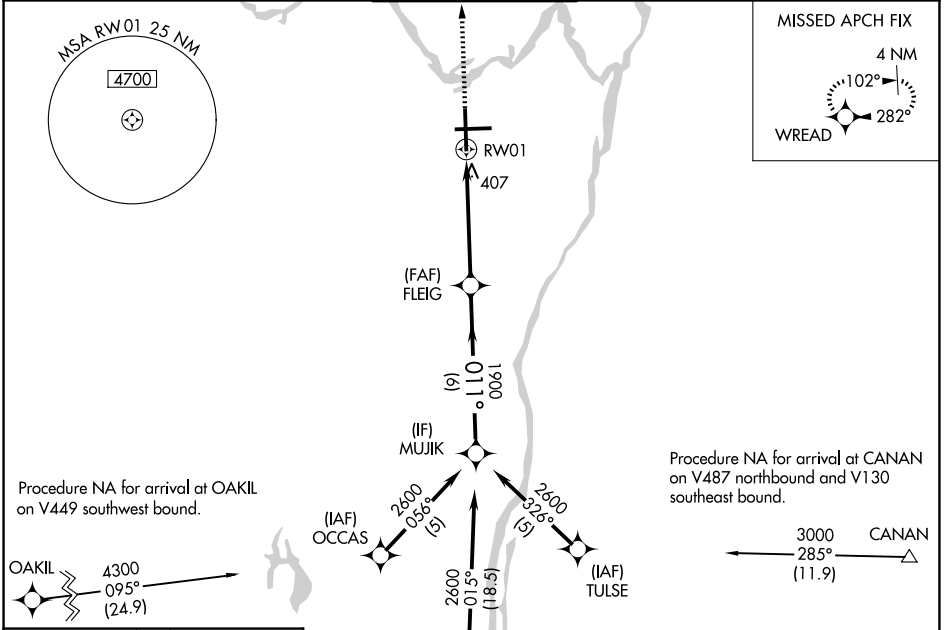 MSA RW01 25 NM
4700
MISSED APCH FIX
4 NM
102°
282°
WREAD
RW01
407
(FAF)
FLEIG
1600
011°
(6)
(IF)
MUJIK
Procedure NA for arrival at OAKIL
on V449 southwest bound.
Procedure NA for arrival at CANAN
on V487 northbound and V130
southeast bound.
2600
056°
(5)
(IAF)
OCCAS
2600
326°
(5)
(IAF)
TULSE
2600
015°
(18.5)
OAKIL
4300
095°
(24.9)
3000
285°
(11.9)
CANAN